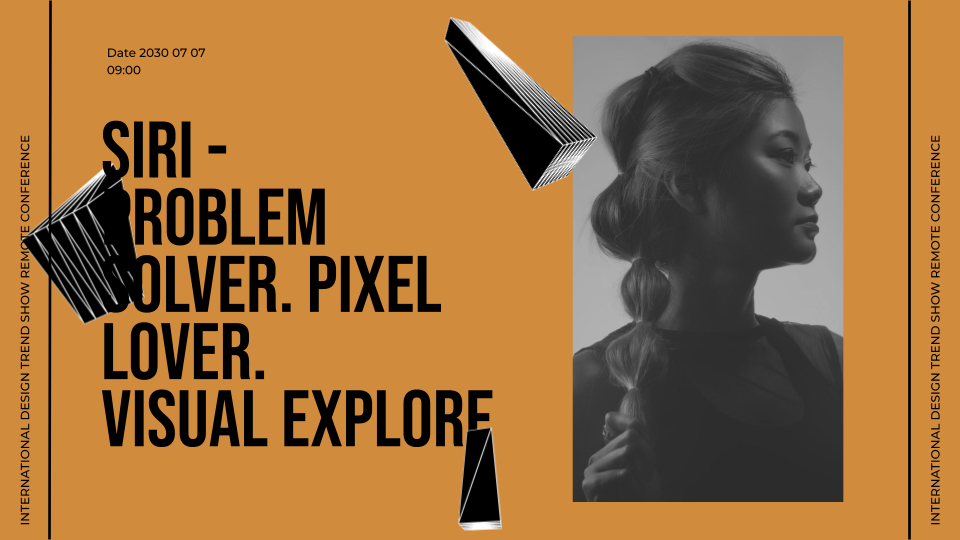 Date 2030 07 07
09:00
SIRI -
PROBLEM
SOLVER. PIXEL
LOVER.
VISUAL EXPLORE
INTERNATIONAL DESIGN TREND SHOW REMOTE CONFERENCE
INTERNATIONAL DESIGN TREND SHOW REMOTE CONFERENCE